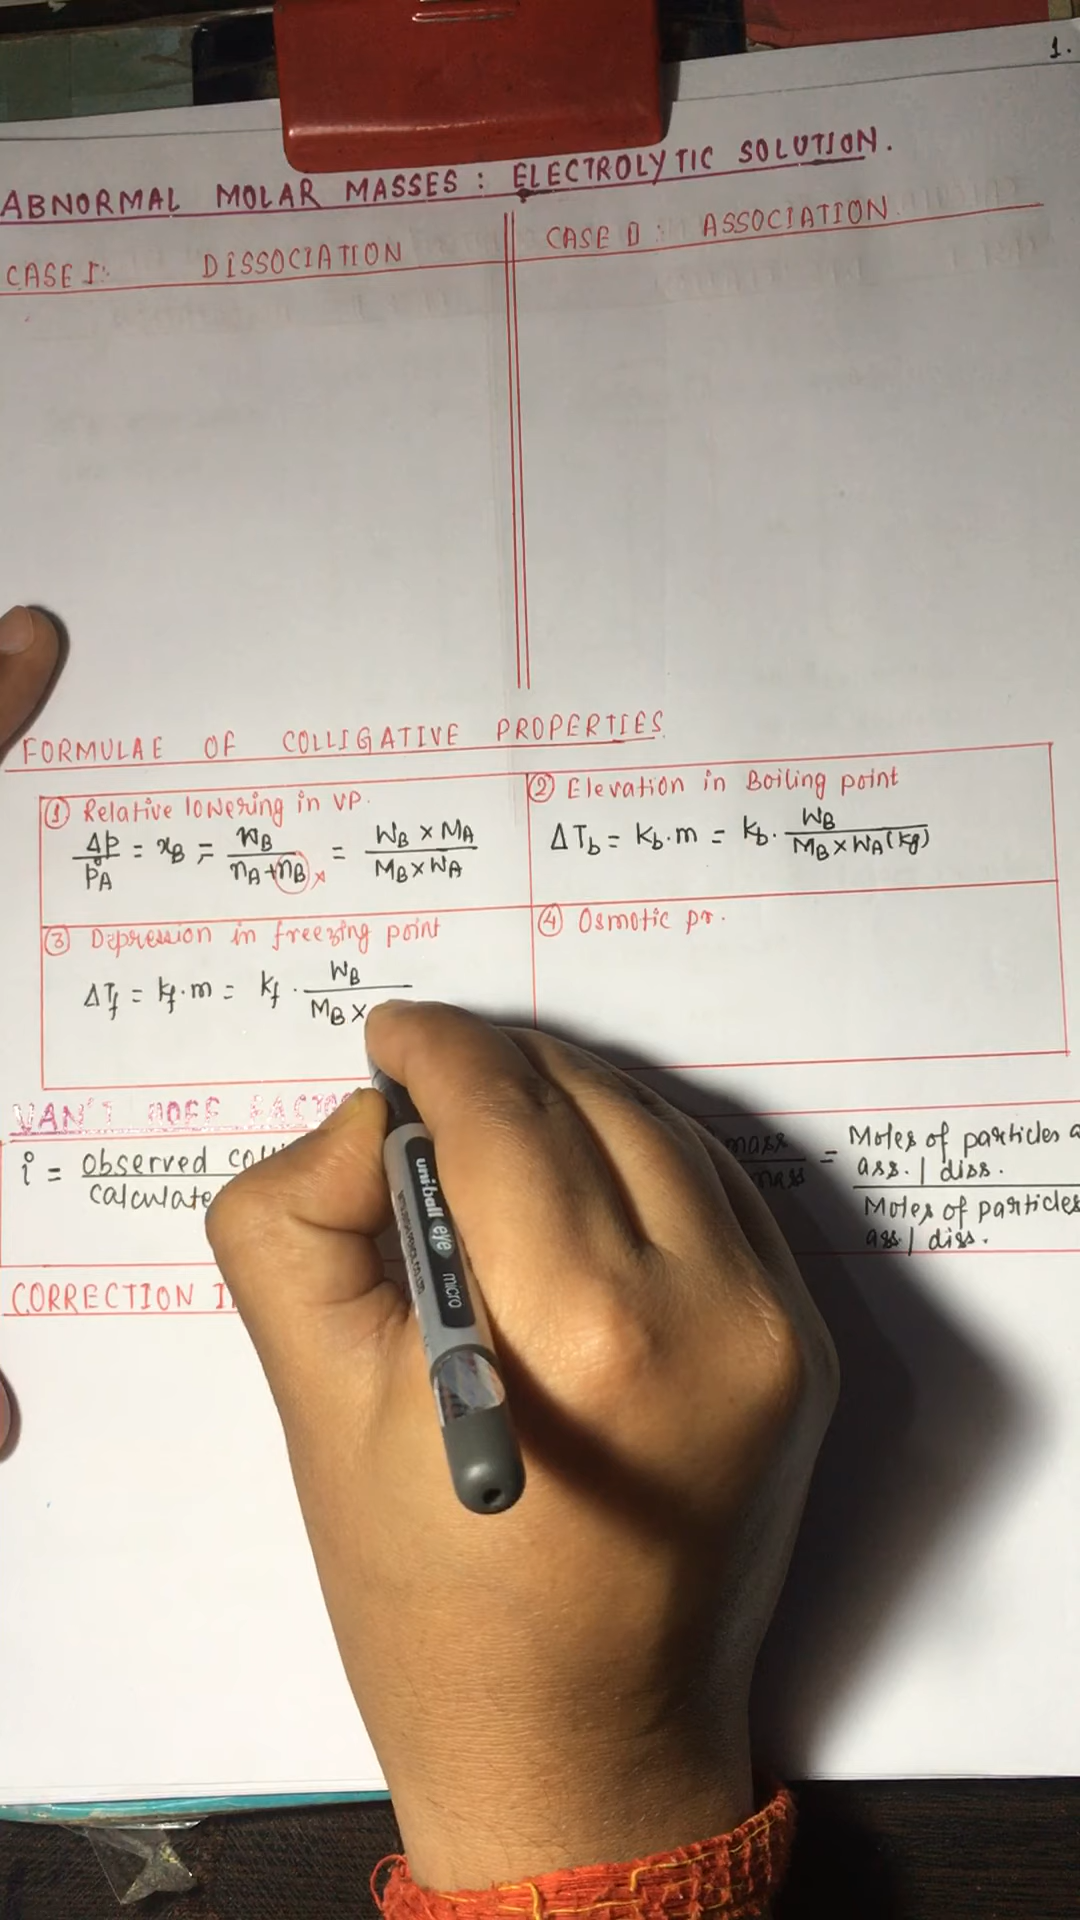 1.
ABNORMAL MOLAR MASSES : ELECTROLYTIC SOLUTION.
CASE I: DISSOCIATION
CASE II : ASSOCIATION.
FORMULAE OF COLLIGATIVE PROPERTIES.
① Relative lowering in VP.
Δp/p°A = xB = nB/(nA+nB) × = (WB × MA)/(MB × WA)
② Elevation in Boiling point
ΔTb = Kb.m = Kb . WB/(MB × WA(Kg))
③ Depression in freezing point
ΔTf = Kf.m = Kf . WB/(MB ×
④ Osmotic pr.
VAN'T HOFF
i = observed
calculate
mass
mass
= Moles of particles
ass. / diss.
Moles of particles
ass. / diss.
CORRECTION
uni-ball eye micro